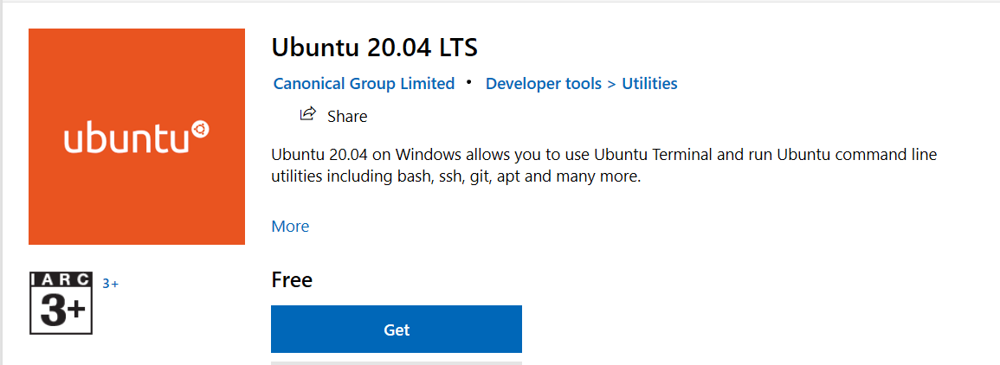 ubuntu
Ubuntu 20.04 LTS
Canonical Group Limited • Developer tools > Utilities
Share
Ubuntu 20.04 on Windows allows you to use Ubuntu Terminal and run Ubuntu command line
utilities including bash, ssh, git, apt and many more.
More
IARC
3+
3+
Free
Get